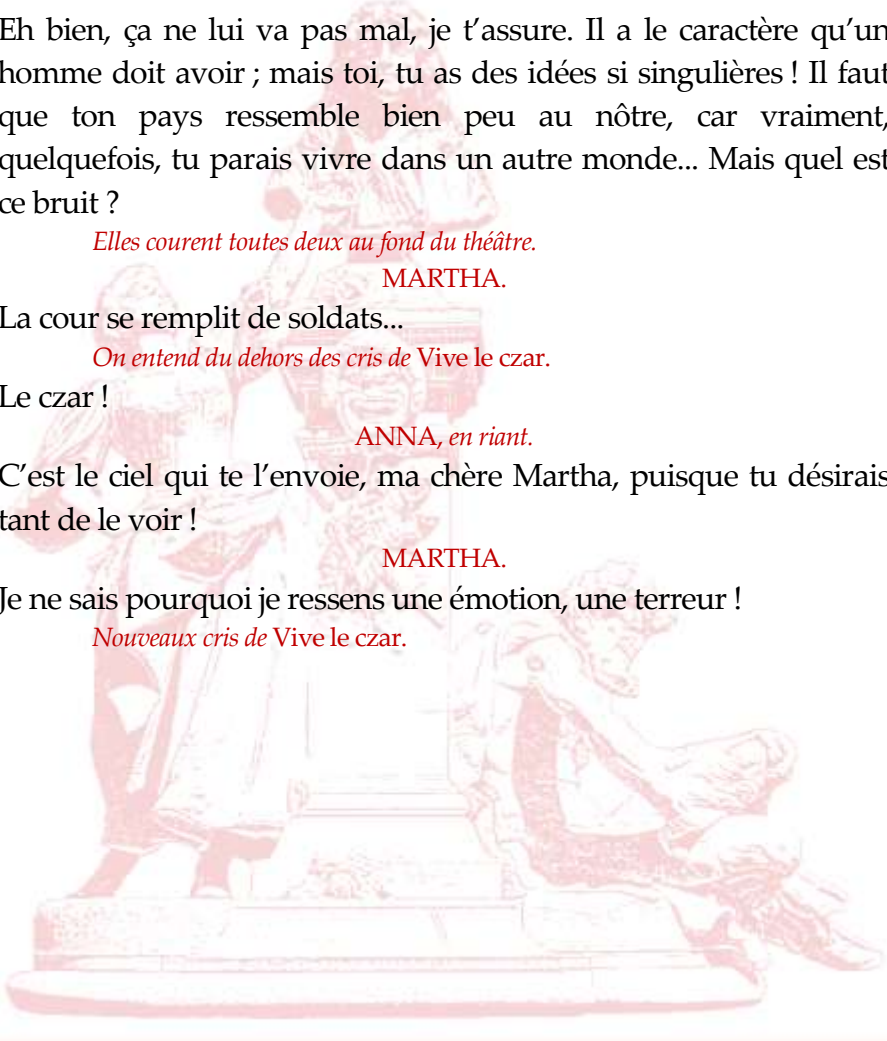 Eh bien, ça ne lui va pas mal, je t’assure. Il a le caractère qu’un
homme doit avoir ; mais toi, tu as des idées si singulières ! Il faut
que ton pays ressemble bien peu au nôtre, car vraiment,
quelquefois, tu parais vivre dans un autre monde... Mais quel est
ce bruit ?
Elles courent toutes deux au fond du théâtre.
MARTHA.
La cour se remplit de soldats...
On entend du dehors des cris de Vive le czar.
Le czar !
ANNA, en riant.
C’est le ciel qui te l’envoie, ma chère Martha, puisque tu désirais
tant de le voir !
MARTHA.
Je ne sais pourquoi je ressens une émotion, une terreur !
Nouveaux cris de Vive le czar.